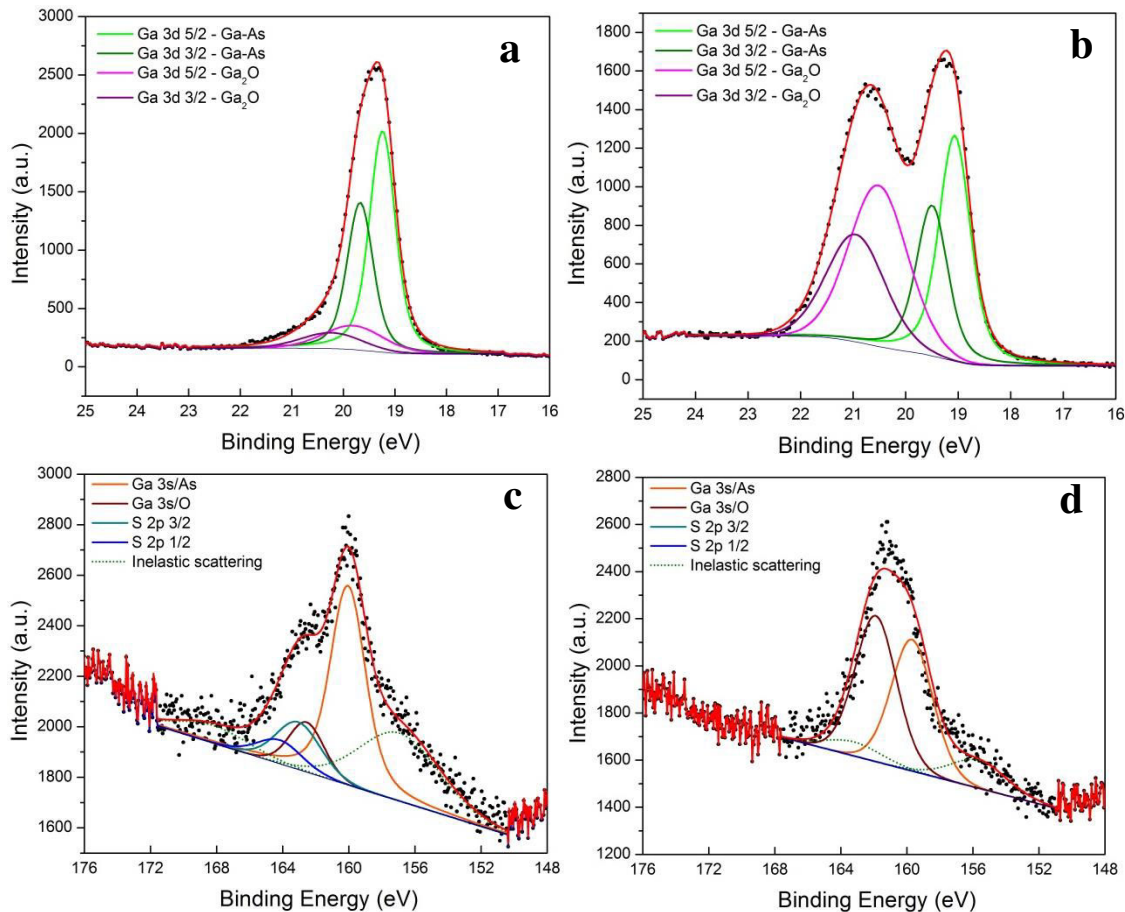 a
Ga 3d 5/2 - Ga-As
Ga 3d 3/2 - Ga-As
Ga 3d 5/2 - Ga₂O
Ga 3d 3/2 - Ga₂O
Intensity (a.u.)
3000
2500
2000
1500
1000
500
0
25 24 23 22 21 20 19 18 17 16
Binding Energy (eV)
b
Ga 3d 5/2 - Ga-As
Ga 3d 3/2 - Ga-As
Ga 3d 5/2 - Ga₂O
Ga 3d 3/2 - Ga₂O
Intensity (a.u.)
1800
1600
1400
1200
1000
800
600
400
200
0
25 24 23 22 21 20 19 18 17 16
Binding Energy (eV)
c
Ga 3s/As
Ga 3s/O
S 2p 3/2
S 2p 1/2
Inelastic scattering
Intensity (a.u.)
3000
2800
2600
2400
2200
2000
1800
1600
176 172 168 164 160 156 152 148
Binding Energy (eV)
d
Ga 3s/As
Ga 3s/O
S 2p 3/2
S 2p 1/2
Inelastic scattering
Intensity (a.u.)
2800
2600
2400
2200
2000
1800
1600
1400
1200
176 172 168 164 160 156 152 148
Binding Energy (eV)